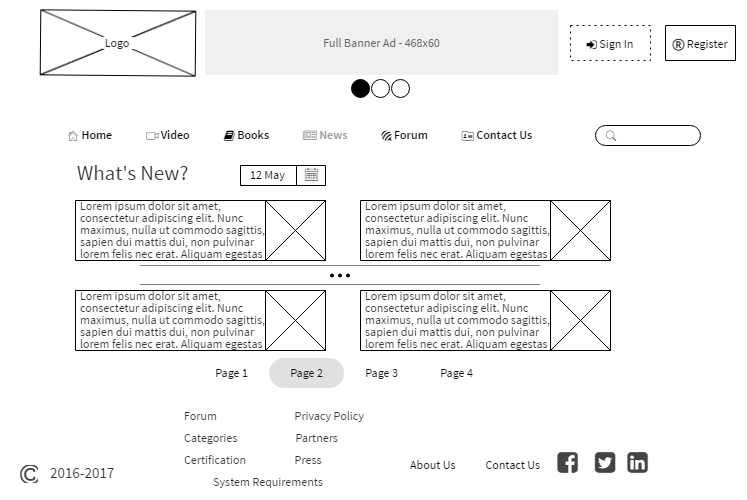 Logo
Full Banner Ad - 468x60
Sign In
® Register
Home Video Books News Forum Contact Us
What's New?
12 May
Lorem ipsum dolor sit amet,
consectetur adipiscing elit. Nunc
maximus, nulla ut commodo sagittis,
sapien dui mattis dui, non pulvinar
lorem felis nec erat. Aliquam egestas
Lorem ipsum dolor sit amet,
consectetur adipiscing elit. Nunc
maximus, nulla ut commodo sagittis,
sapien dui mattis dui, non pulvinar
lorem felis nec erat. Aliquam egestas
Lorem ipsum dolor sit amet,
consectetur adipiscing elit. Nunc
maximus, nulla ut commodo sagittis,
sapien dui mattis dui, non pulvinar
lorem felis nec erat. Aliquam egestas
Lorem ipsum dolor sit amet,
consectetur adipiscing elit. Nunc
maximus, nulla ut commodo sagittis,
sapien dui mattis dui, non pulvinar
lorem felis nec erat. Aliquam egestas
Page 1 Page 2 Page 3 Page 4
Forum Privacy Policy
Categories Partners
Certification Press
System Requirements
© 2016-2017
About Us Contact Us